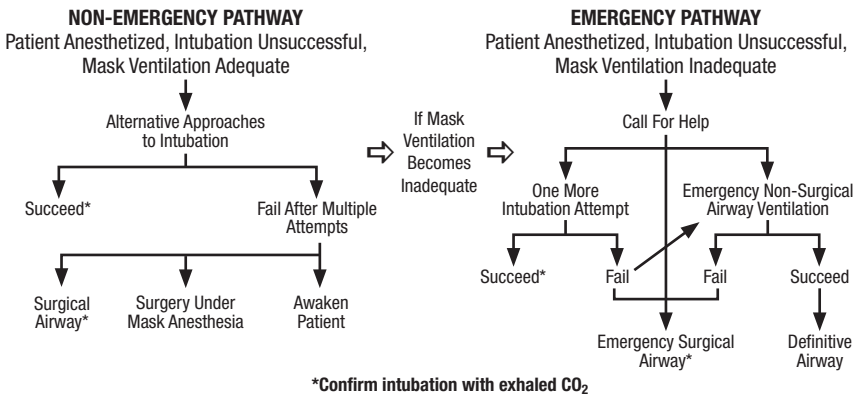 NON-EMERGENCY PATHWAY
Patient Anesthetized, Intubation Unsuccessful,
Mask Ventilation Adequate
Alternative Approaches
to Intubation
Succeed*
Fail After Multiple
Attempts
Surgical
Airway*
Surgery Under
Mask Anesthesia
Awaken
Patient
If Mask
Ventilation
Becomes
Inadequate
EMERGENCY PATHWAY
Patient Anesthetized, Intubation Unsuccessful,
Mask Ventilation Inadequate
Call For Help
One More
Intubation Attempt
Emergency Non-Surgical
Airway Ventilation
Succeed*
Fail
Fail
Succeed
Emergency Surgical
Airway*
Definitive
Airway
*Confirm intubation with exhaled CO₂